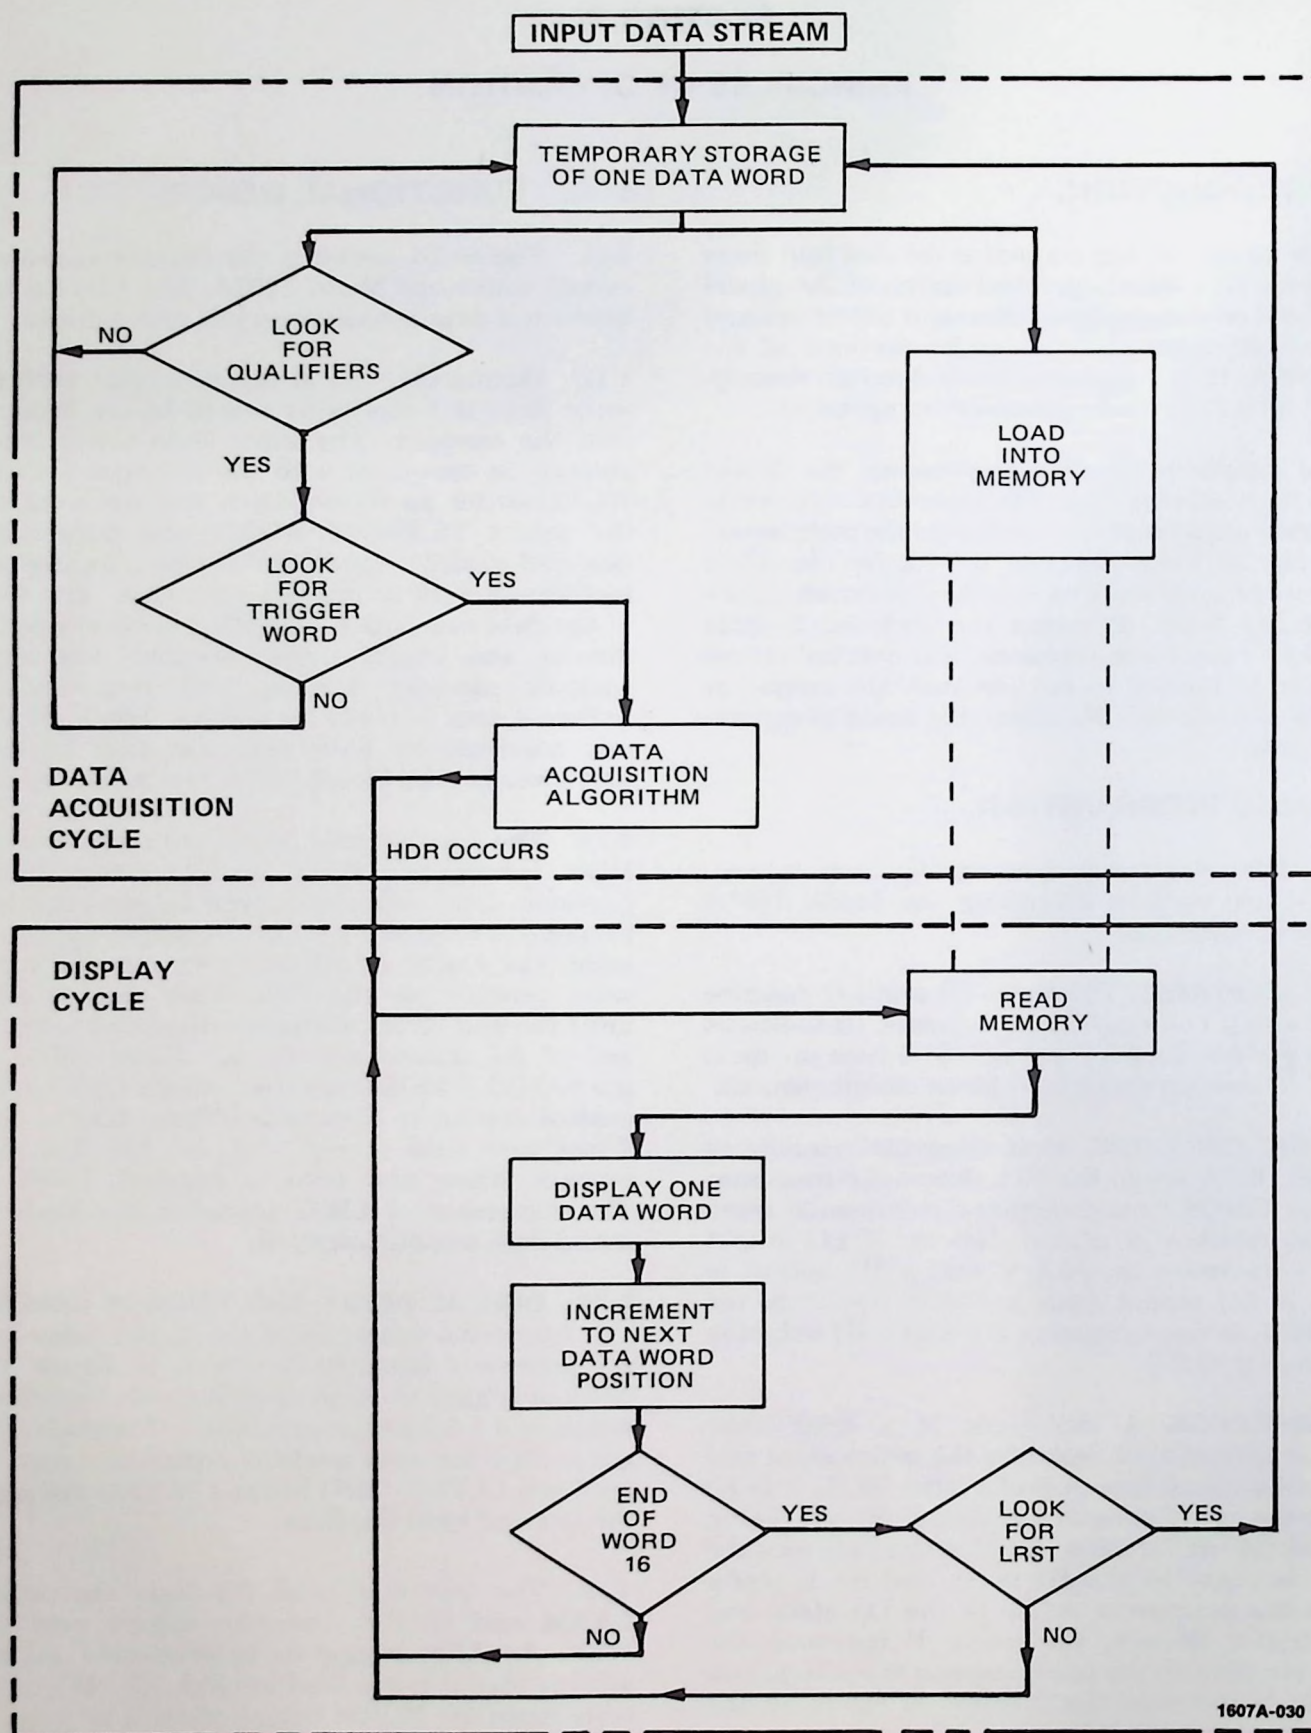 INPUT DATA STREAM
TEMPORARY STORAGE
OF ONE DATA WORD
LOOK
FOR
QUALIFIERS
NO
YES
LOAD
INTO
MEMORY
LOOK
FOR
TRIGGER
WORD
YES
NO
DATA
ACQUISITION
ALGORITHM
DATA
ACQUISITION
CYCLE
HDR OCCURS
DISPLAY
CYCLE
READ
MEMORY
DISPLAY ONE
DATA WORD
INCREMENT
TO NEXT
DATA WORD
POSITION
END
OF
WORD
16
YES
NO
LOOK
FOR
LRST
YES
NO
1607A-030